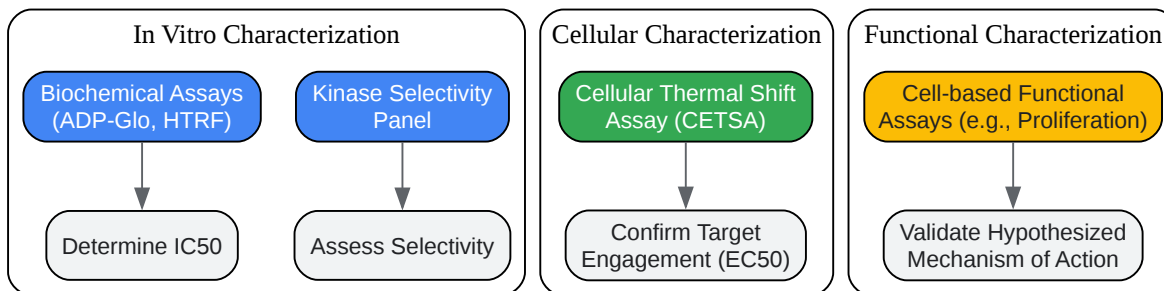 In Vitro Characterization
Biochemical Assays
(ADP-Glo, HTRF)
Kinase Selectivity
Panel
Determine IC50
Assess Selectivity
Cellular Characterization
Cellular Thermal Shift
Assay (CETSA)
Confirm Target
Engagement (EC50)
Functional Characterization
Cell-based Functional
Assays (e.g., Proliferation)
Validate Hypothesized
Mechanism of Action